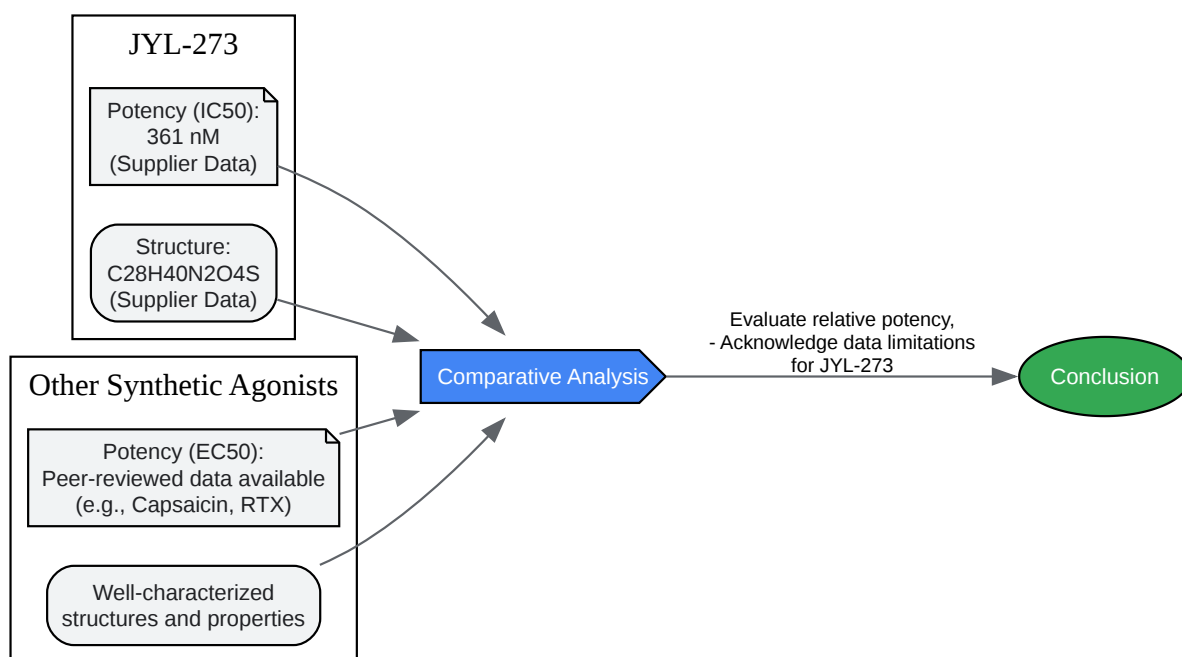 JYL-273
Potency (IC50):
361 nM
(Supplier Data)
Structure:
C28H40N2O4S
(Supplier Data)
Other Synthetic Agonists
Potency (EC50):
Peer-reviewed data available
(e.g., Capsaicin, RTX)
Well-characterized
structures and properties
Comparative Analysis
Evaluate relative potency,
- Acknowledge data limitations
for JYL-273
Conclusion